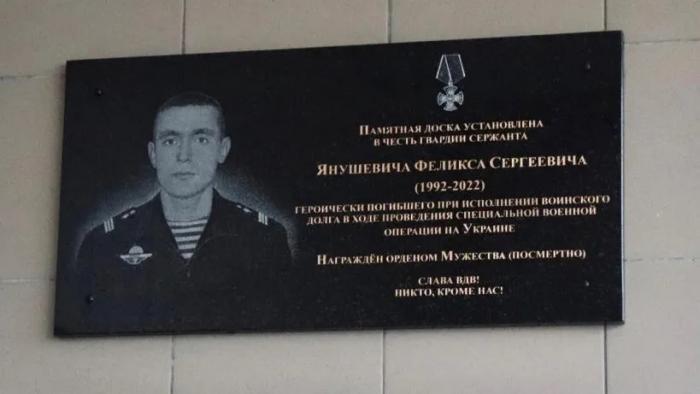 Памятная доска установлена
в честь гвардии сержанта
Янушевича Феликса Сергеевича
(1992-2022)
героически погибшего при исполнении воинского
долга в ходе проведения специальной военной
операции на Украине
Награждён орденом Мужества (посмертно)
Слава ВДВ!
Никто, кроме нас!